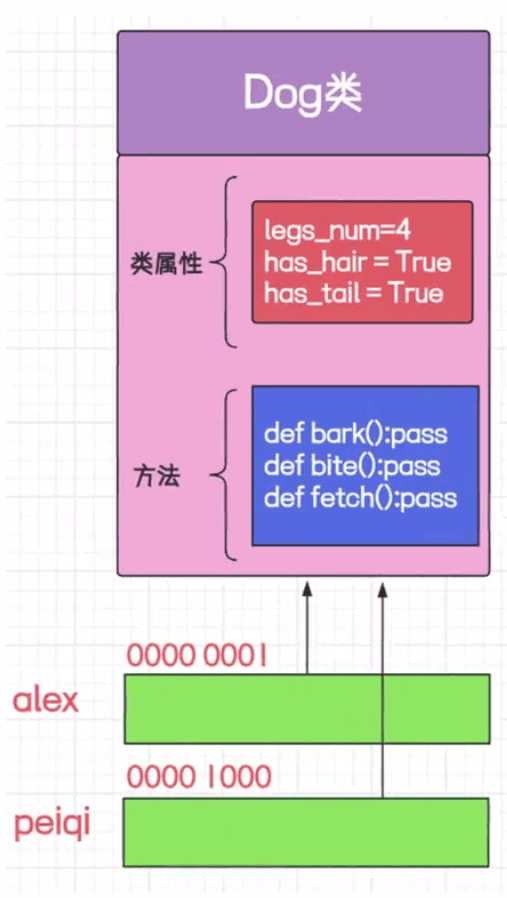 Dog类
类属性
legs_num=4
has_hair = True
has_tail = True
方法
def bark():pass
def bite():pass
def fetch():pass
0000 0001
alex
0000 1000
peiqi